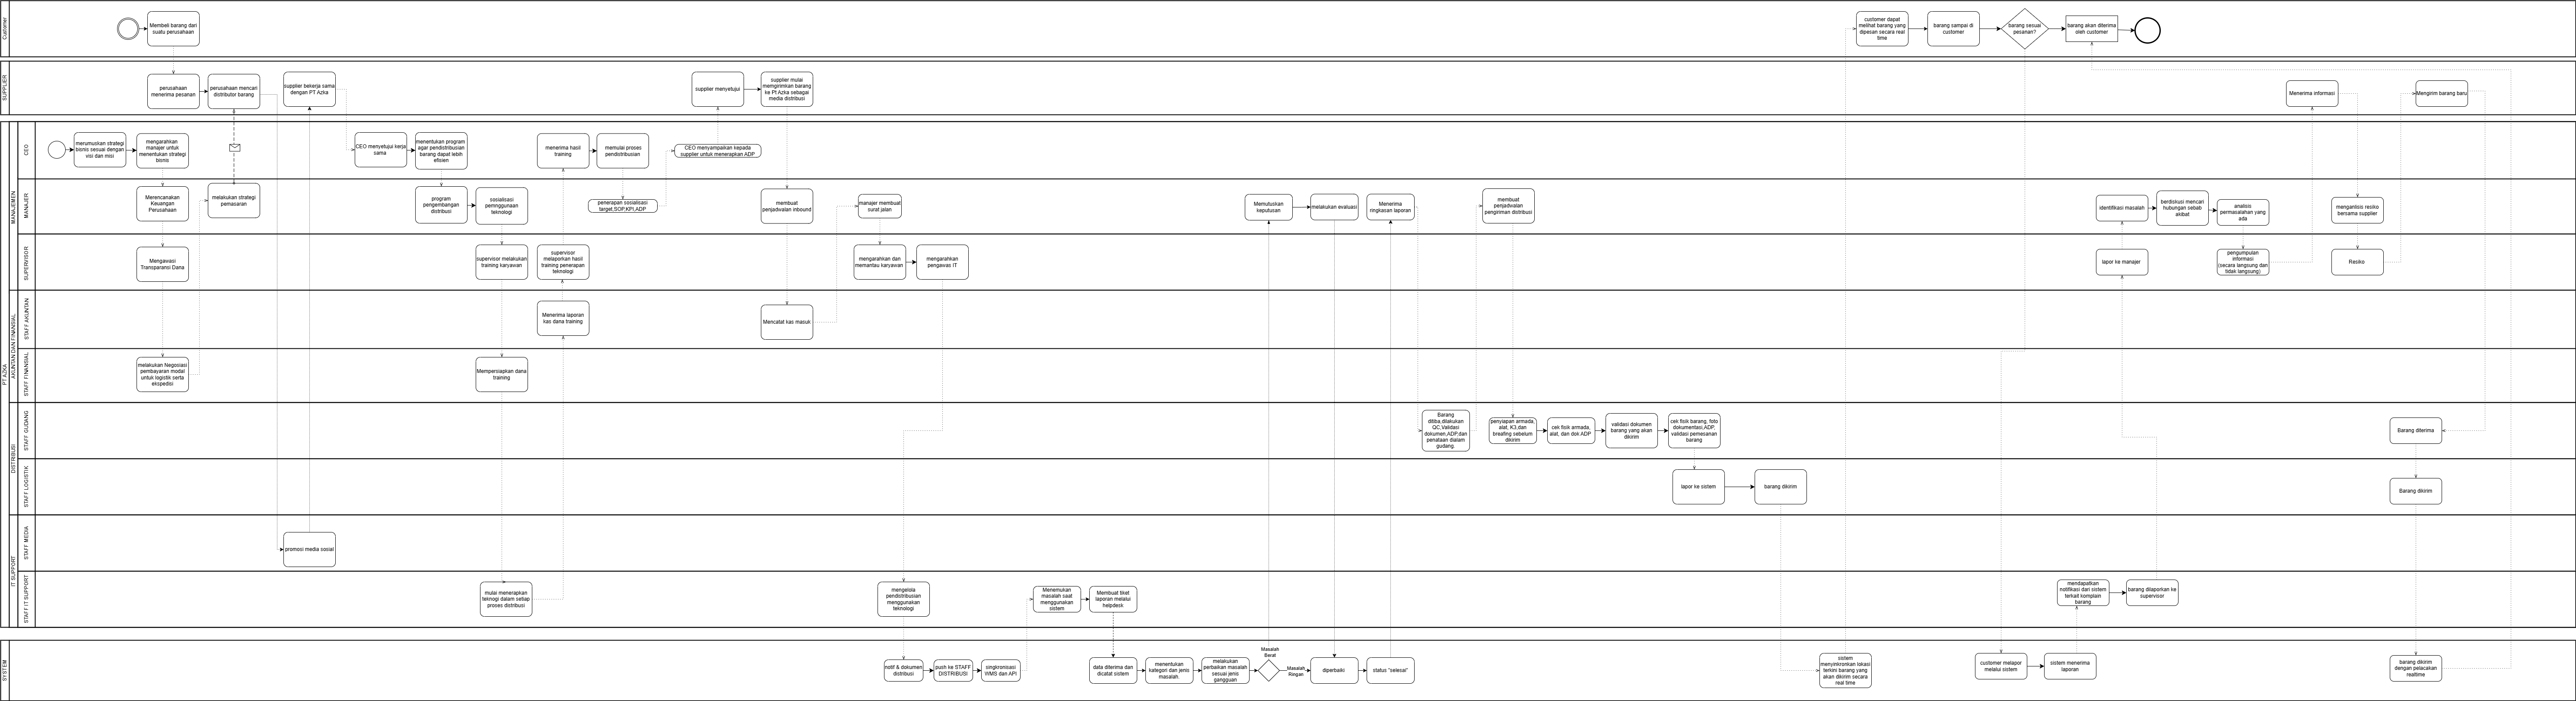 Customer
Membeli barang dari
suatu perusahaan
customer dapat
melihat barang yang
dipesan secara real
time
barang sampai di
customer
barang sesuai
pesanan?
barang akan diterima
oleh customer
SUPPLIER
perusahaan
menerima pesanan
perusahaan mencari
distributor barang
supplier bekerja sama
dengan PT Azka
supplier menyetujui
supplier mulai
mengirimkan barang
ke Pt Azka sebagai
media distribusi
Menerima informasi
Mengirim barang baru
PT AZKA
MANAJEMEN
CEO
merumuskan strategi
bisnis sesuai dengan
visi dan misi
mengarahkan
manajer untuk
menentukan strategi
bisnis
CEO menyetujui kerja
sama
menentukan program
agar pendistribusian
barang dapat lebih
efisien
menerima hasil
training
memulai proses
pendistribusian
CEO menyampaikan kepada
supplier untuk menerapkan ADP
MANAJER
Merencanakan
Keuangan
Perusahaan
melakukan strategi
pemasaran
program
pengembangan
distribusi
sosialisasi
penggunaan
teknologi
penerapan sosialisasi
target,SOP,KPI,ADP
membuat
penjadwalan inbound
manajer membuat
surat jalan
Memutuskan
keputusan
melakukan evaluasi
Menerima
ringkasan laporan
membuat
penjadwalan
pengiriman distribusi
identifikasi masalah
berdiskusi mencari
hubungan sebab
akibat
analisis
permasalahan yang
ada
menganlisis resiko
bersama supplier
SUPERVISOR
Mengawasi
Transparansi Dana
supervisor melakukan
training karyawan
supervisor
melaporkan hasil
training penerapan
teknologi
mengarahkan dan
memantau karyawan
mengarahkan
pengawas IT
lapor ke manajer
pengumpulan
informasi
(secara langsung dan
tidak langsung)
Resiko
AKUNTAN DAN FINANSIAL
STAFF AKUNTAN
Menerima laporan
kas dana training
Mencatat kas masuk
STAFF FINANSIAL
melakukan Negosiasi
pembayaran modal
untuk logistik serta
ekspedisi
Mempersiapkan dana
training
DISTRIBUSI
STAFF GUDANG
Barang
ditiba,dilakukan
QC,Validasi
dokumen,ADP,dan
penataan dialam
gudang
penyiapan armada,
alat, K3,dan
breafing sebelum
dikirim
cek fisik armada,
alat, dan dok ADP
validasi dokumen
barang yang akan
dikirim
cek fisik barang, foto
dokumentasi,ADP,
validasi pemesanan
barang
Barang diterima
STAFF LOGISTIK
lapor ke sistem
barang dikirim
Barang dikirim
IT SUPPORT
STAFF MEDIA
promosi media sosial
STAFF IT SUPPORT
mulai menerapkan
teknogi dalam setiap
proses distribusi
mengelola
pendistribusian
menggunakan
teknologi
Menemukan
masalah saat
menggunakan
sistem
Membuat tiket
laporan melalui
helpdesk
mendapatkan
notifikasi dari sistem
terkait komplain
barang
barang dilaporkan ke
supervisor
SYSTEM
notif & dokumen
distribusi
push ke STAFF
DISTRIBUSI
singkronisasi
WMS dan API
data diterima dan
dicatat sistem
menentukan
kategori dan jenis
masalah.
melakukan
perbaikan masalah
sesuai jenis
gangguan
Masalah
Berat
Masalah
Ringan
diperbaiki
status "selesai"
sistem
menyinkronkan lokasi
terkini barang yang
akan dikirim secara
real time
customer melapor
melalui sistem
sistem menerima
laporan
barang dikirim
dengan pelacakan
realtime